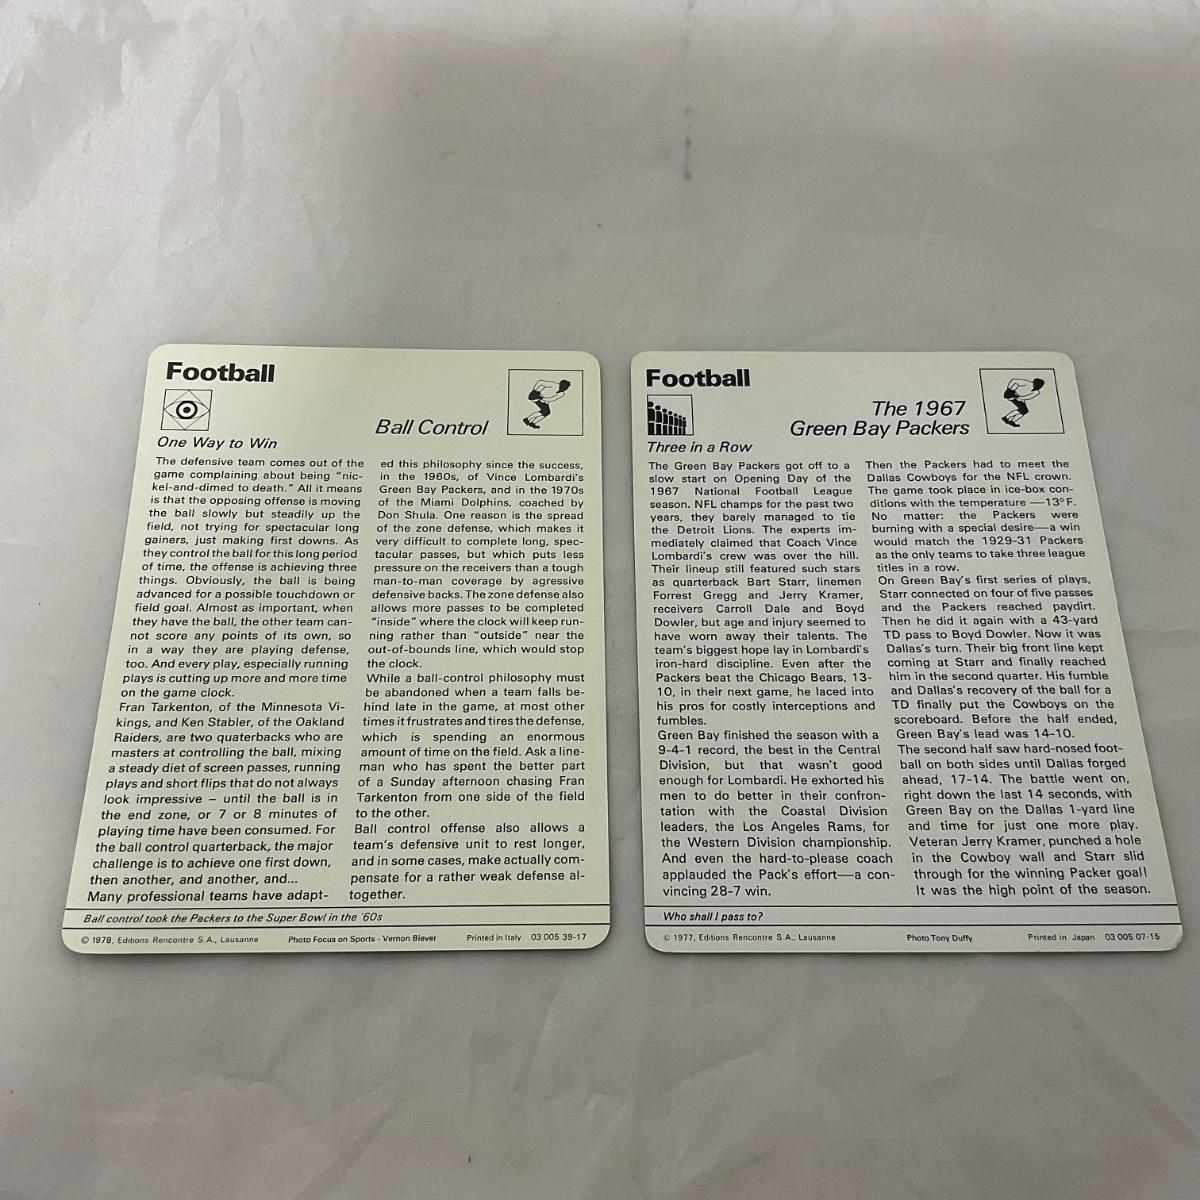 Football
One Way to Win
Ball Control
The defensive team comes out of the
game complaining about being "nic-
kel-and-dimed to death." All it means
is that the opposing offense is moving
the ball slowly but steadily up the
field, not trying for spectacular long
gainers, just making first downs. As
they control the ball for this long period
of time, the offense is achieving three
things. Obviously, the ball is being
advanced for a possible touchdown or
field goal. Almost as important, when
they have the ball, the other team can-
not score any points of its own, so
in a way they are playing defense,
too. And every play, especially running
plays is cutting up more and more time
on the game clock.
Fran Tarkenton, of the Minnesota Vi-
kings, and Ken Stabler, of the Oakland
Raiders, are two quaterbacks who are
masters at controlling the ball, mixing
a steady diet of screen passes, running
plays and short flips that do not always
look impressive – until the ball is in
the end zone, or 7 or 8 minutes of
playing time have been consumed. For
the ball control quarterback, the major
challenge is to achieve one first down,
then another, and another, and...
Many professional teams have adapt-
ed this philosophy since the success,
in the 1960s, of Vince Lombardi's
Green Bay Packers, and in the 1970s
of the Miami Dolphins, coached by
Don Shula. One reason is the spread
of the zone defense, which makes it
very difficult to complete long, spec-
tacular passes, but which puts less
pressure on the receivers than a tough
man-to-man coverage by agressive
defensive backs. The zone defense also
allows more passes to be completed
"inside" where the clock will keep run-
ning rather than "outside" near the
out-of-bounds line, which would stop
the clock.
While a ball-control philosophy must
be abandoned when a team falls be-
hind late in the game, at most other
times it frustrates and tires the defense,
which is spending an enormous
amount of time on the field. Ask a line-
man who has spent the better part
of a Sunday afternoon chasing Fran
Tarkenton from one side of the field
to the other.
Ball control offense also allows a
team's defensive unit to rest longer,
and in some cases, make actually com-
pensate for a rather weak defense al-
together.
Ball control took the Packers to the Super Bowl in the '60s
© 1978, Editions Rencontre S.A., Lausanne Photo Focus on Sports - Vernon Biever Printed in Italy 03 005 39-17
Football
Three in a Row
The 1967
Green Bay Packers
The Green Bay Packers got off to a
slow start on Opening Day of the
1967 National Football League
season. NFL champs for the past two
years, they barely managed to tie
the Detroit Lions. The experts im-
mediately claimed that Coach Vince
Lombardi's crew was over the hill.
Their lineup still featured such stars
as quarterback Bart Starr, linemen
Forrest Gregg and Jerry Kramer,
receivers Carroll Dale and Boyd
Dowler, but age and injury seemed to
have worn away their talents. The
team's biggest hope lay in Lombardi's
iron-hard discipline. Even after the
Packers beat the Chicago Bears, 13-
10, in their next game, he laced into
his pros for costly interceptions and
fumbles.
Green Bay finished the season with a
9-4-1 record, the best in the Central
Division, but that wasn't good
enough for Lombardi. He exhorted his
men to do better in their confron-
tation with the Coastal Division
leaders, the Los Angeles Rams, for
the Western Division championship.
And even the hard-to-please coach
applauded the Pack's effort—a con-
vincing 28-7 win.
Then the Packers had to meet the
Dallas Cowboys for the NFL crown.
The game took place in ice-box con-
ditions with the temperature —13°F.
No matter: the Packers were
burning with a special desire—a win
would match the 1929-31 Packers
as the only teams to take three league
titles in a row.
On Green Bay's first series of plays,
Starr connected on four of five passes
and the Packers reached paydirt.
Then he did it again with a 43-yard
TD pass to Boyd Dowler. Now it was
Dallas's turn. Their big front line kept
coming at Starr and finally reached
him in the second quarter. His fumble
and Dallas's recovery of the ball for a
TD finally put the Cowboys on the
scoreboard. Before the half ended,
Green Bay's lead was 14-10.
The second half saw hard-nosed foot-
ball on both sides until Dallas forged
ahead, 17-14. The battle went on,
right down the last 14 seconds, with
Green Bay on the Dallas 1-yard line
and time for just one more play.
Veteran Jerry Kramer, punched a hole
in the Cowboy wall and Starr slid
through for the winning Packer goal!
It was the high point of the season.
Who shall I pass to?
© 1977, Editions Rencontre S.A., Lausanne Photo Tony Duffy Printed in Japan 03 005 07-15